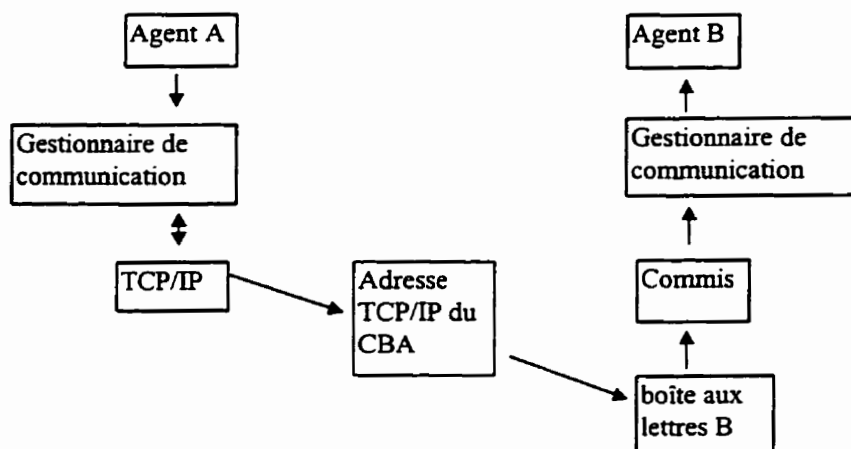 Agent A
Agent B
Gestionnaire de
communication
Gestionnaire de
communication
TCP/IP
Adresse
TCP/IP du
CBA
Commis
boîte aux
lettres B